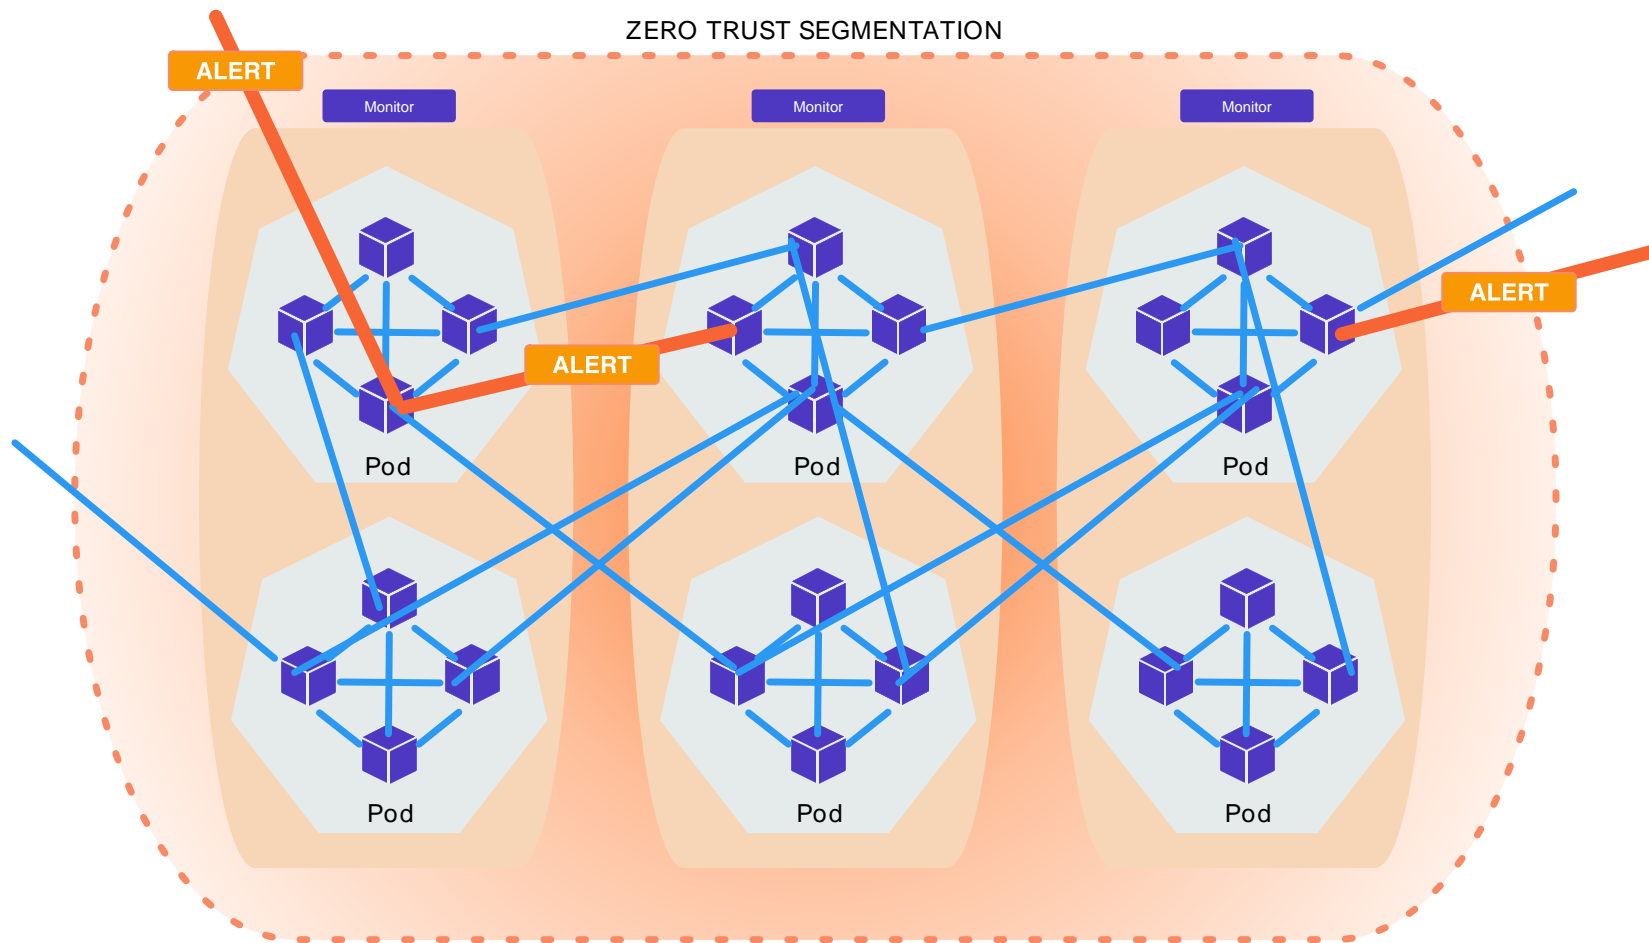 ZERO TRUST SEGMENTATION
ALERT
Monitor
Monitor
Monitor
ALERT
ALERT
Pod
Pod
Pod
Pod
Pod
Pod